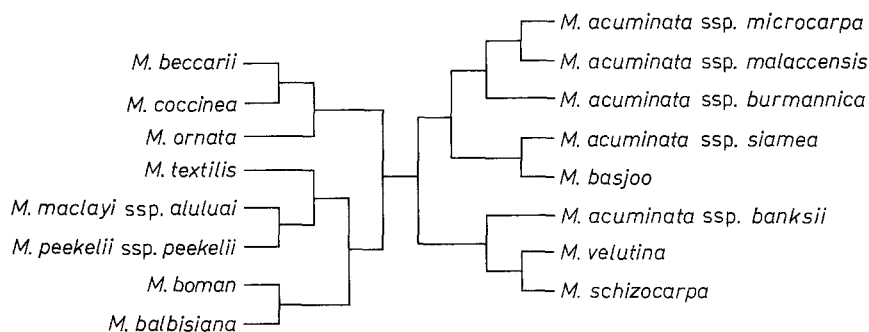 M. beccarii
M. coccinea
M. ornata
M. textilis
M. maclayi ssp. aluluai
M. peekelii ssp. peekelii
M. boman
M. balbisiana
M. acuminata ssp. microcarpa
M. acuminata ssp. malaccensis
M. acuminata ssp. burmannica
M. acuminata ssp. siamea
M. basjoo
M. acuminata ssp. banksii
M. velutina
M. schizocarpa